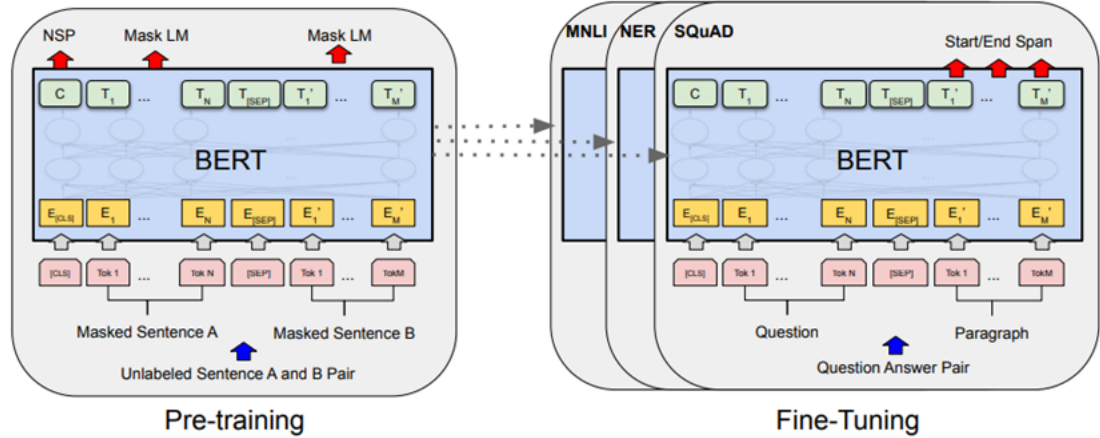 NSP Mask LM Mask LM
C T1 ... TN T[SEP] T1' ... TM'
BERT
E[CLS] E1 ... EN E[SEP] E1' ... EM'
[CLS] Tok 1 ... Tok N [SEP] Tok 1 ... TokM
Masked Sentence A Masked Sentence B
Unlabeled Sentence A and B Pair
Pre-training
MNLI NER SQuAD
Start/End Span
C T1 ... TN T[SEP] T1' ... TM'
BERT
E[CLS] E1 ... EN E[SEP] E1' ... EM'
[CLS] Tok 1 ... Tok N [SEP] Tok 1 ... TokM
Question Paragraph
Question Answer Pair
Fine-Tuning